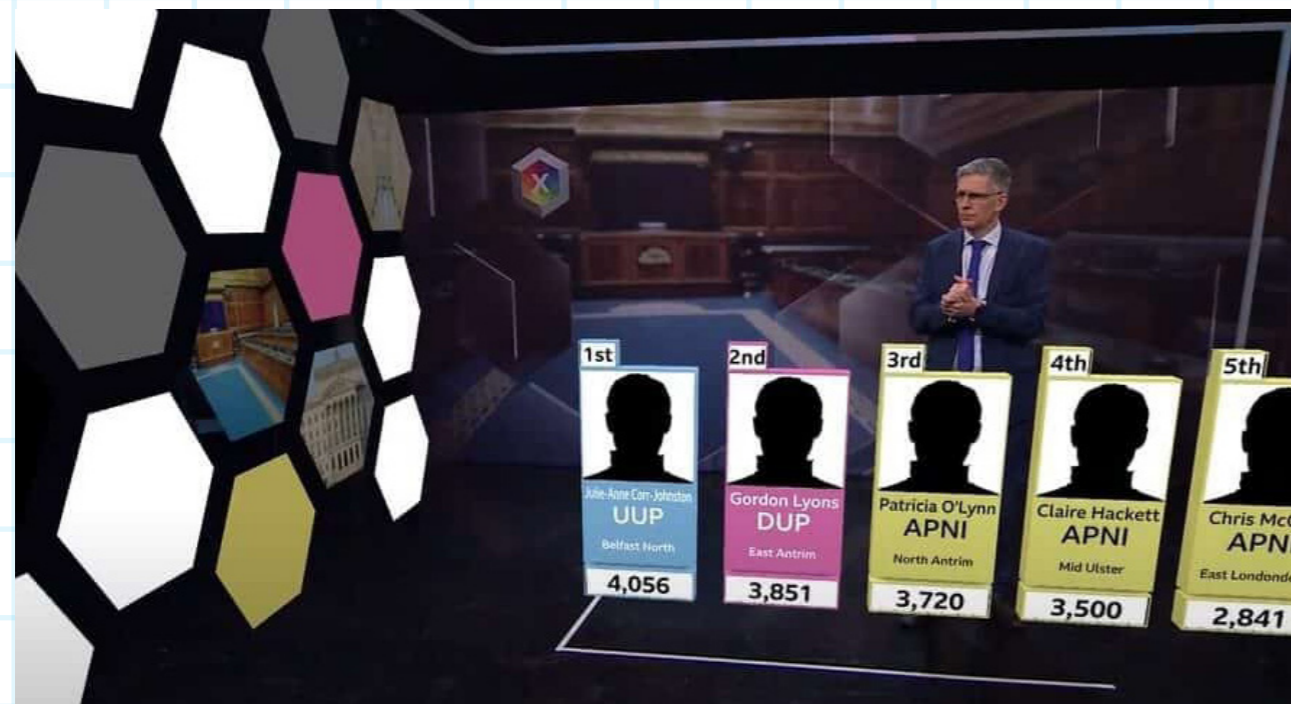 1st
Julie-Anne Corr-Johnston
UUP
Belfast North
4,056
2nd
Gordon Lyons
DUP
East Antrim
3,851
3rd
Patricia O'Lynn
APNI
North Antrim
3,720
4th
Claire Hackett
APNI
Mid Ulster
3,500
5th
Chris
APNI
East
2,841
X